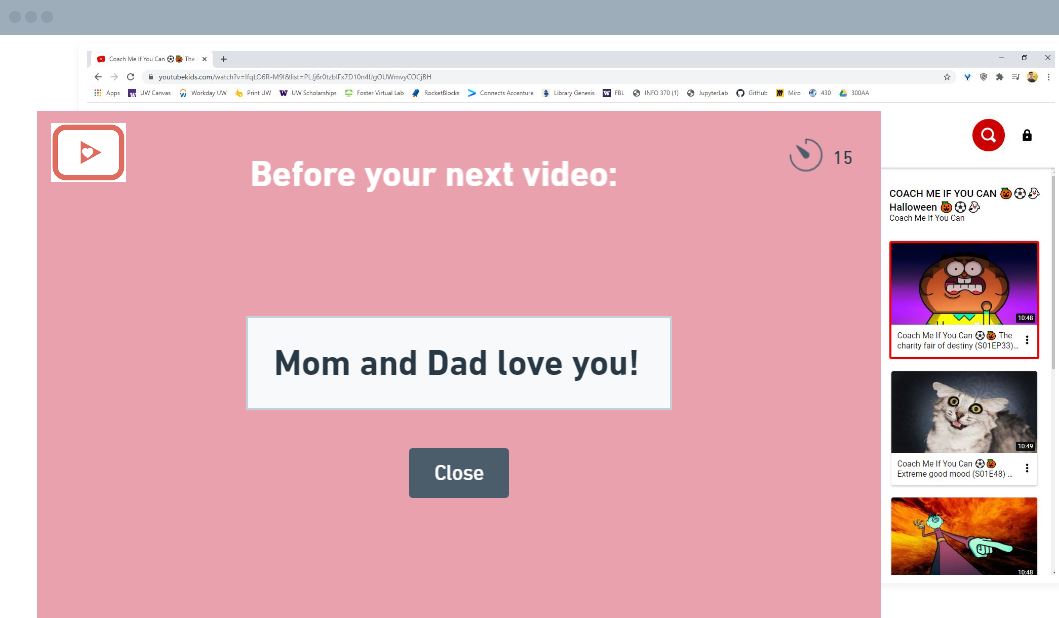 Coach Me If You Can ⚽🎃 The
youtubekids.com/watch?v=IfqLO6R-M9I&list=
Apps UW Canvas Workday UW Print UW UW Scholarships Foster Virtual Lab RocketBlocks Connects Accenture Library Genesis FBL INFO 370 (1) JupyterLab GitHub Miro 430 300AA
Before your next video:
15
Mom and Dad love you!
Close
COACH ME IF YOU CAN 🎃⚽👻
Halloween 🎃⚽👻
Coach Me If You Can
10:48
Coach Me If You Can ⚽🎃 The
charity fair of destiny (S01EP33)...
10:49
Coach Me If You Can ⚽🎃
Extreme good mood (S01E48) ...
10:48